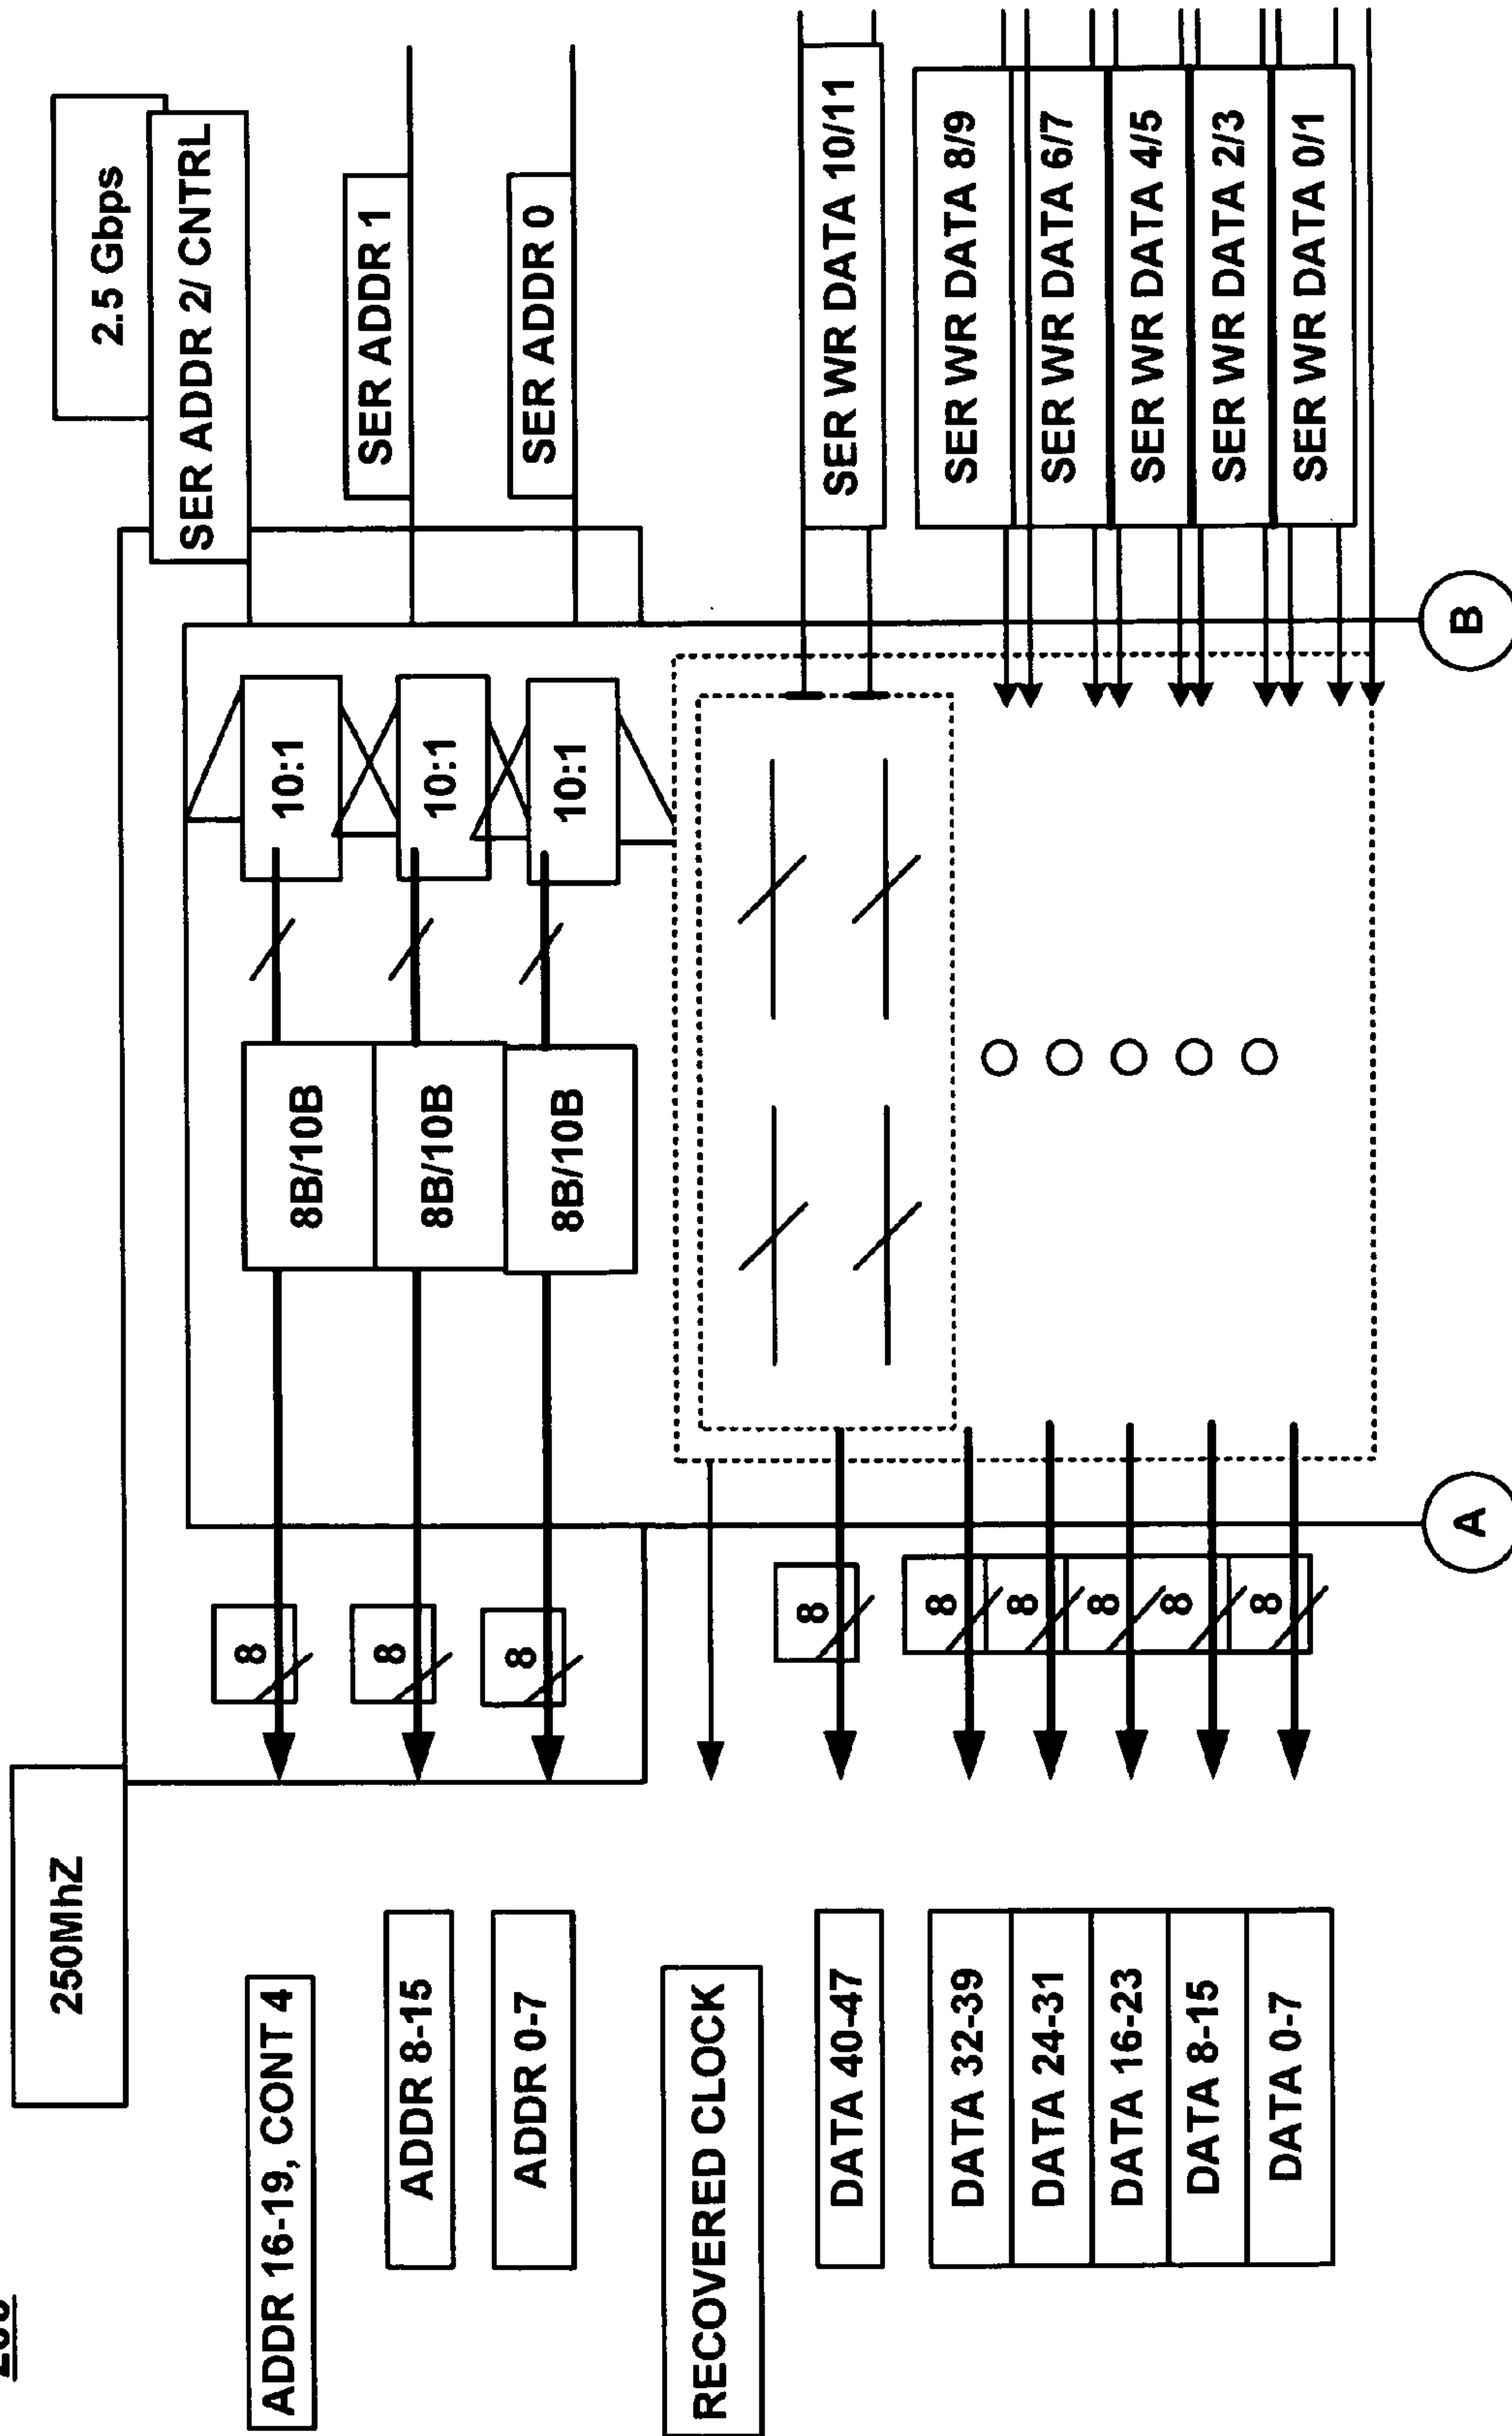 250MhZ
2.5 Gbps
SER ADDR 2/ CNTRL
ADDR 16-19, CONT 4
8
8B/10B
10:1
SER ADDR 1
ADDR 8-15
8
8B/10B
10:1
SER ADDR 0
ADDR 0-7
8
8B/10B
10:1
RECOVERED CLOCK
DATA 40-47
8
SER WR DATA 10/11
DATA 32-39
8
SER WR DATA 8/9
DATA 24-31
8
SER WR DATA 6/7
DATA 16-23
8
SER WR DATA 4/5
DATA 8-15
8
SER WR DATA 2/3
DATA 0-7
8
SER WR DATA 0/1
A
B